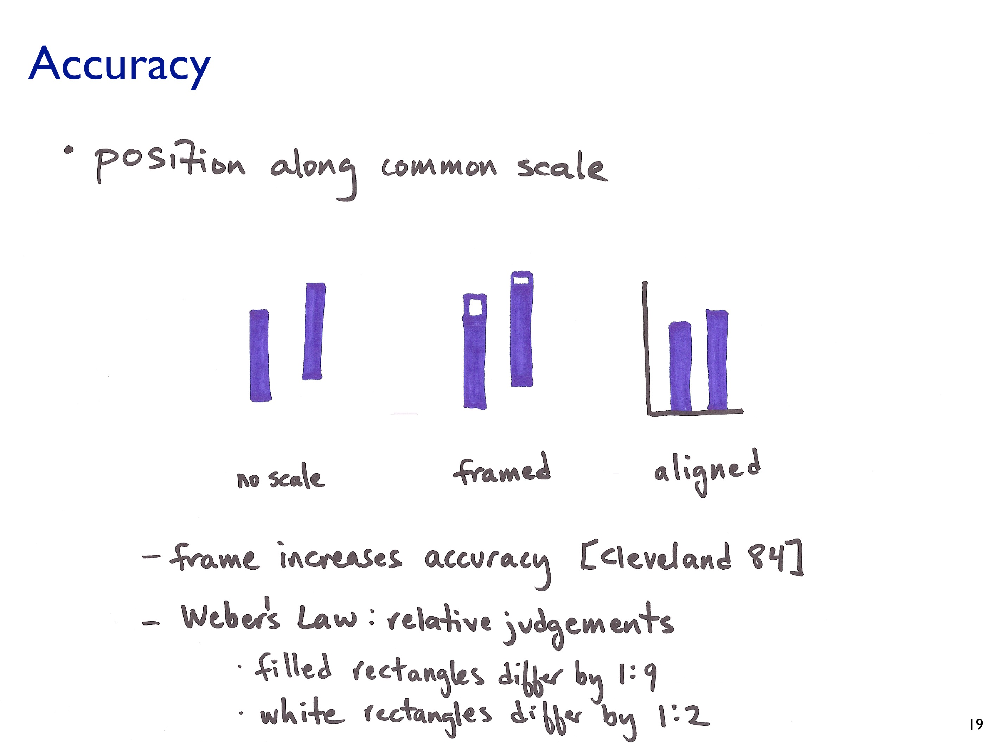 Accuracy
• position along common scale
no scale framed aligned
– frame increases accuracy [Cleveland 84]
– Weber's Law: relative judgements
· filled rectangles differ by 1:9
· white rectangles differ by 1:2
19